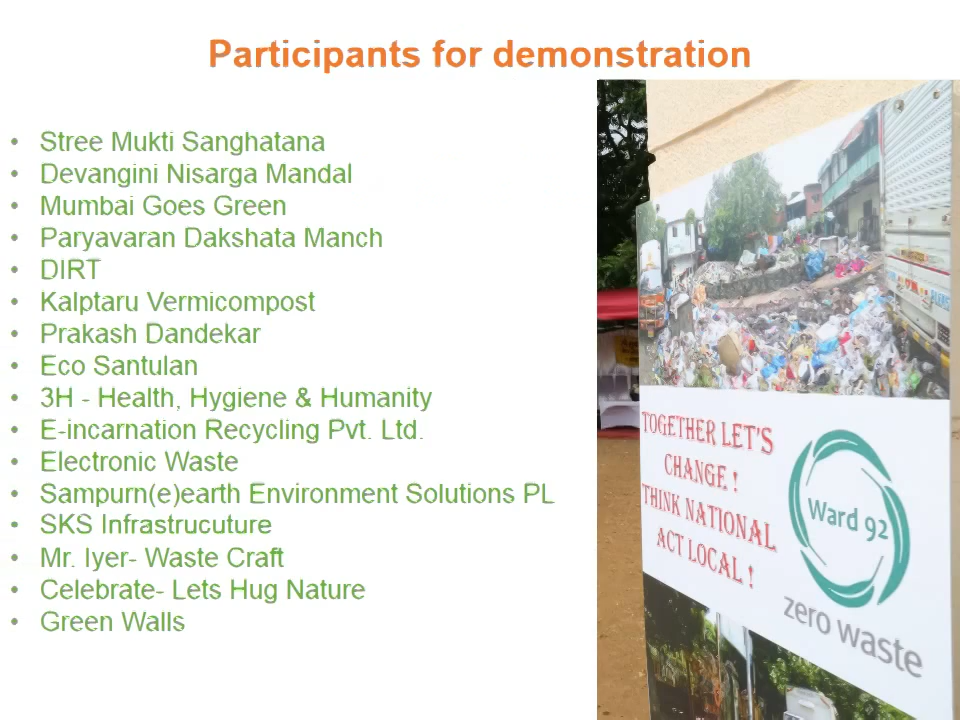 Participants for demonstration
• Stree Mukti Sanghatana
• Devangini Nisarga Mandal
• Mumbai Goes Green
• Paryavaran Dakshata Manch
• DIRT
• Kalptaru Vermicompost
• Prakash Dandekar
• Eco Santulan
• 3H - Health, Hygiene & Humanity
• E-incarnation Recycling Pvt. Ltd.
• Electronic Waste
• Sampurn(e)earth Environment Solutions PL
• SKS Infrastrucuture
• Mr. Iyer- Waste Craft
• Celebrate- Lets Hug Nature
• Green Walls
TOGETHER LET'S
CHANGE !
THINK NATIONAL
ACT LOCAL !
Ward 92
zero waste